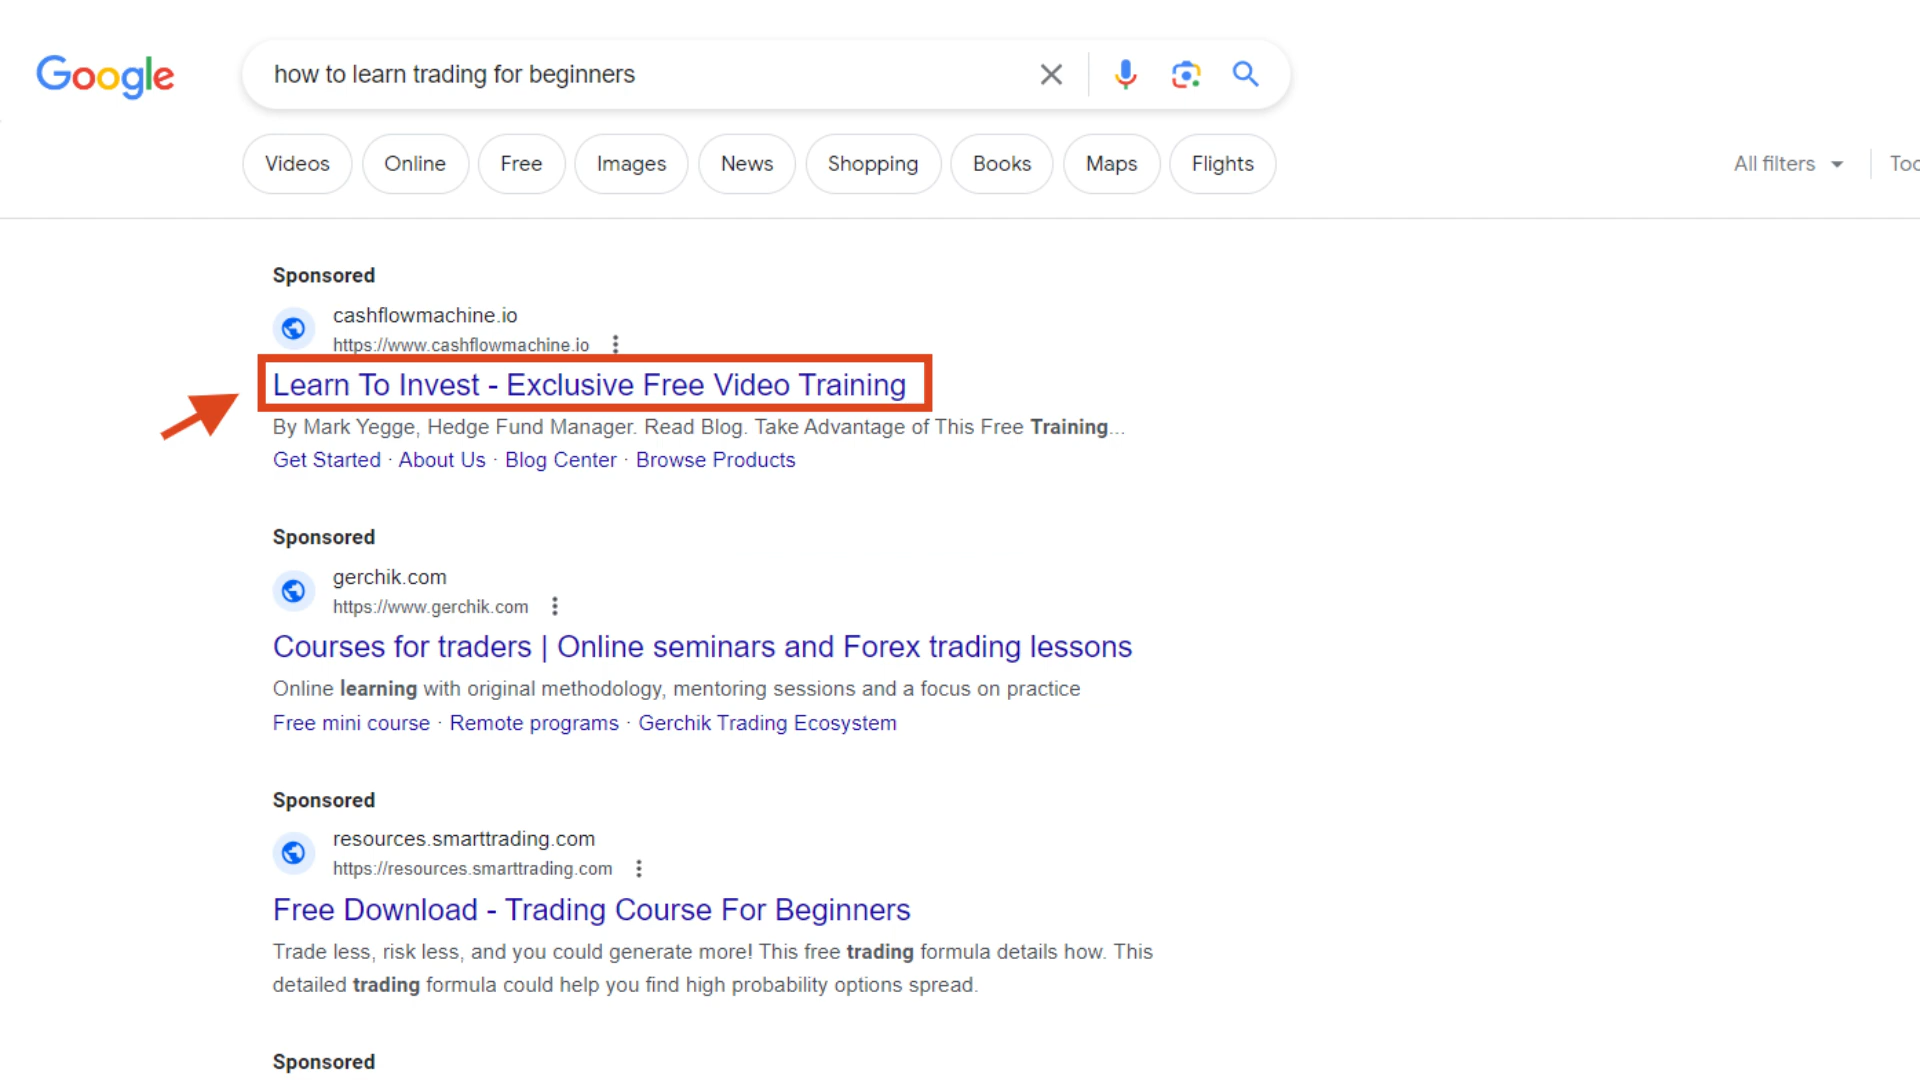 Google
how to learn trading for beginners
Videos
Online
Free
Images
News
Shopping
Books
Maps
Flights
All filters
Sponsored
cashflowmachine.io
https://www.cashflowmachine.io
Learn To Invest - Exclusive Free Video Training
By Mark Yegge, Hedge Fund Manager. Read Blog. Take Advantage of This Free Training...
Get Started · About Us · Blog Center · Browse Products
Sponsored
gerchik.com
https://www.gerchik.com
Courses for traders | Online seminars and Forex trading lessons
Online learning with original methodology, mentoring sessions and a focus on practice
Free mini course · Remote programs · Gerchik Trading Ecosystem
Sponsored
resources.smarttrading.com
https://resources.smarttrading.com
Free Download - Trading Course For Beginners
Trade less, risk less, and you could generate more! This free trading formula details how. This
detailed trading formula could help you find high probability options spread.
Sponsored